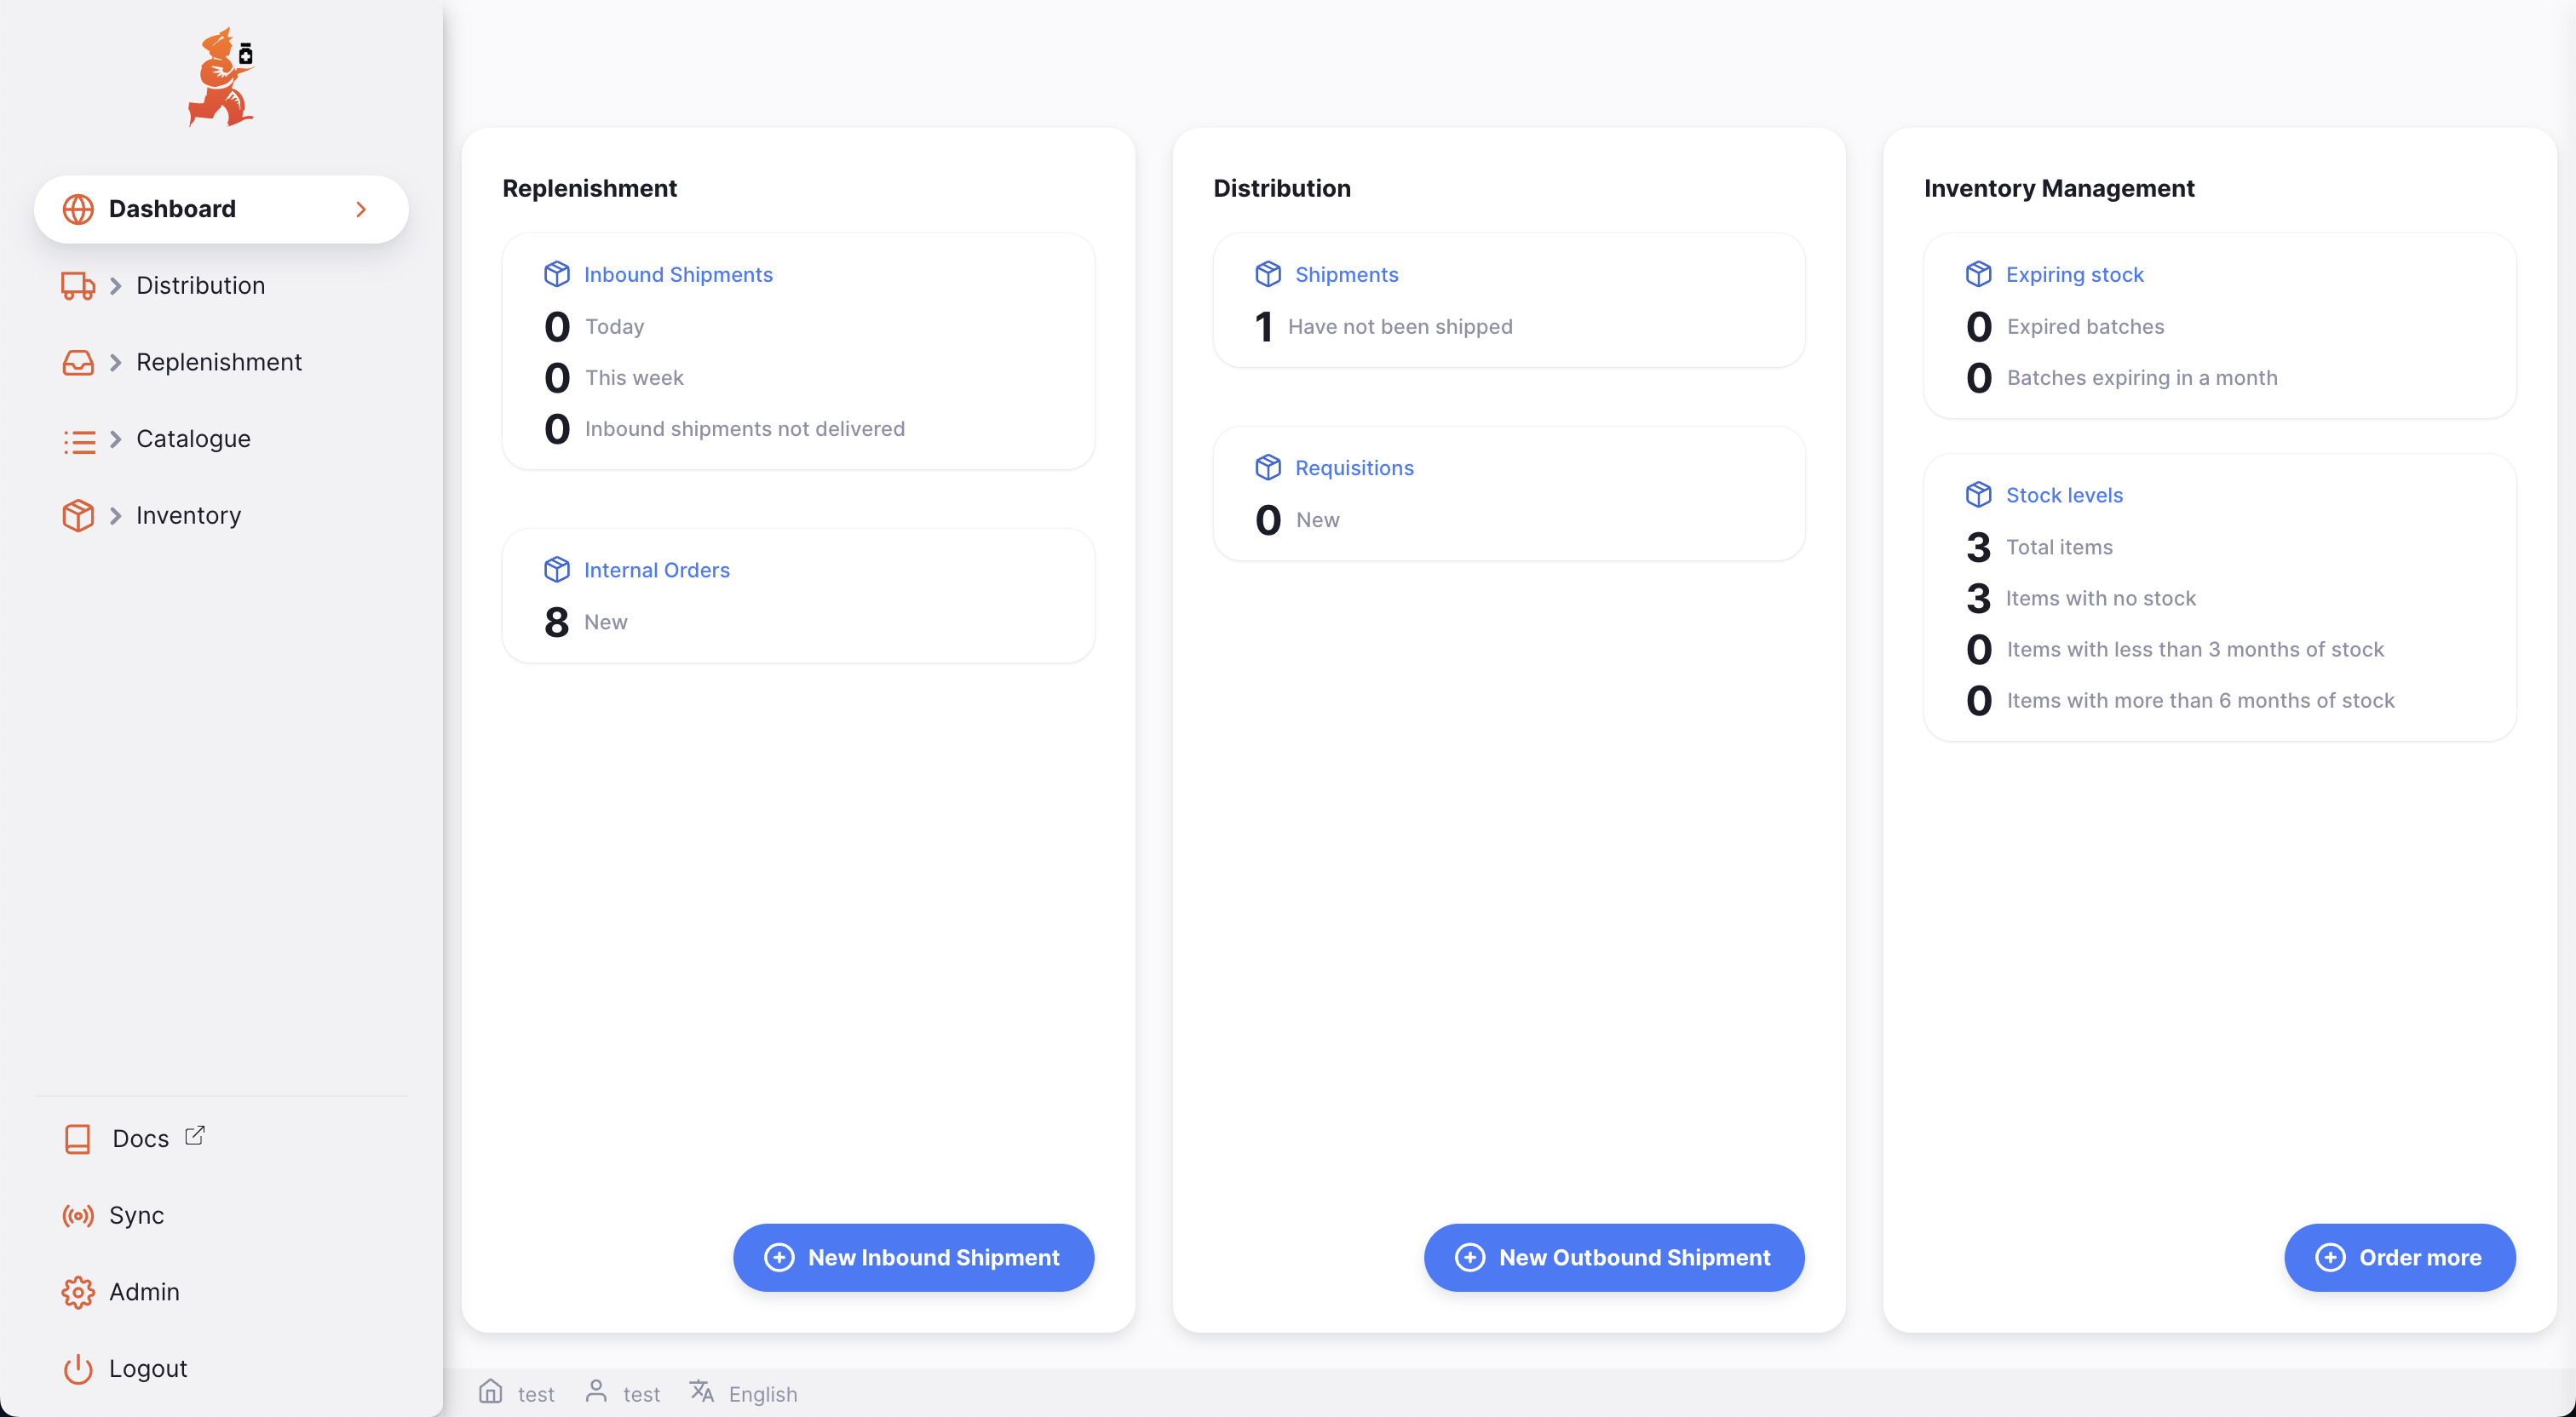 Dashboard
Distribution
Replenishment
Catalogue
Inventory
Docs
Sync
Admin
Logout
Replenishment
Inbound Shipments
0 Today
0 This week
0 Inbound shipments not delivered
Internal Orders
8 New
New Inbound Shipment
Distribution
Shipments
1 Have not been shipped
Requisitions
0 New
New Outbound Shipment
Inventory Management
Expiring stock
0 Expired batches
0 Batches expiring in a month
Stock levels
3 Total items
3 Items with no stock
0 Items with less than 3 months of stock
0 Items with more than 6 months of stock
Order more
test test English